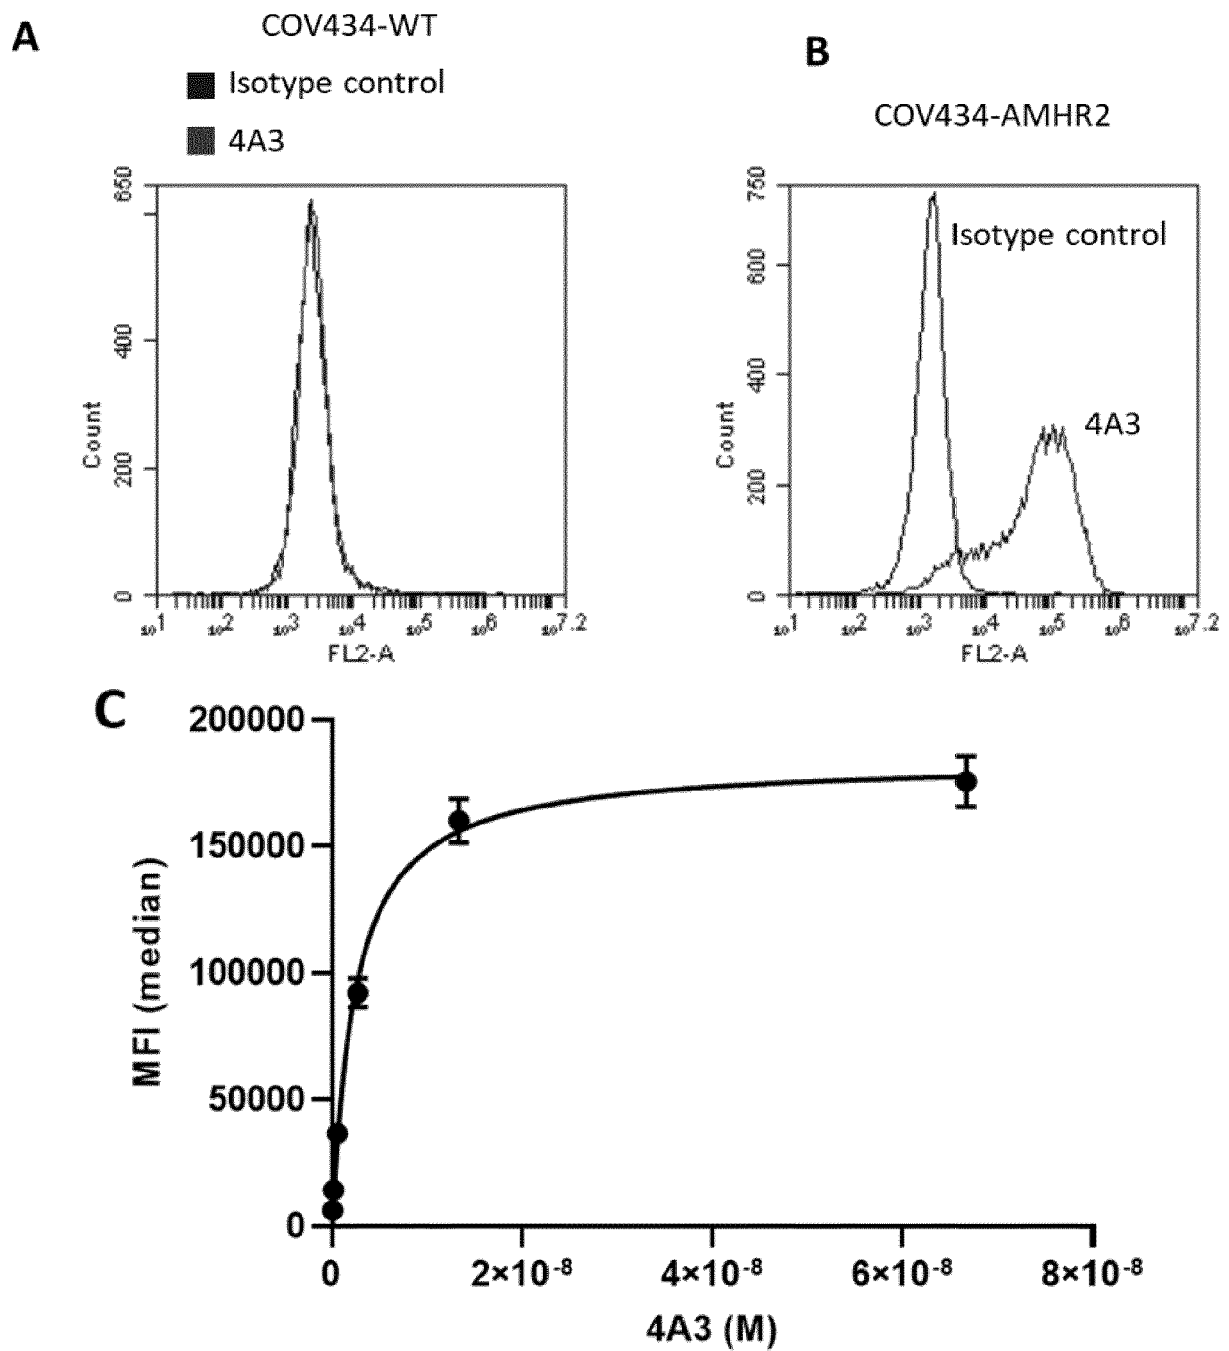 A
COV434-WT
Isotype control
4A3
650
400
200
0
Count
10^1 10^2 10^3 10^4 10^5 10^6 10^7.2
FL2-A
B
COV434-AMHR2
Isotype control
4A3
750
600
400
200
0
Count
10^1 10^2 10^3 10^4 10^5 10^6 10^7.2
FL2-A
C
200000
150000
100000
50000
0
MFI (median)
0 2×10^-8 4×10^-8 6×10^-8 8×10^-8
4A3 (M)